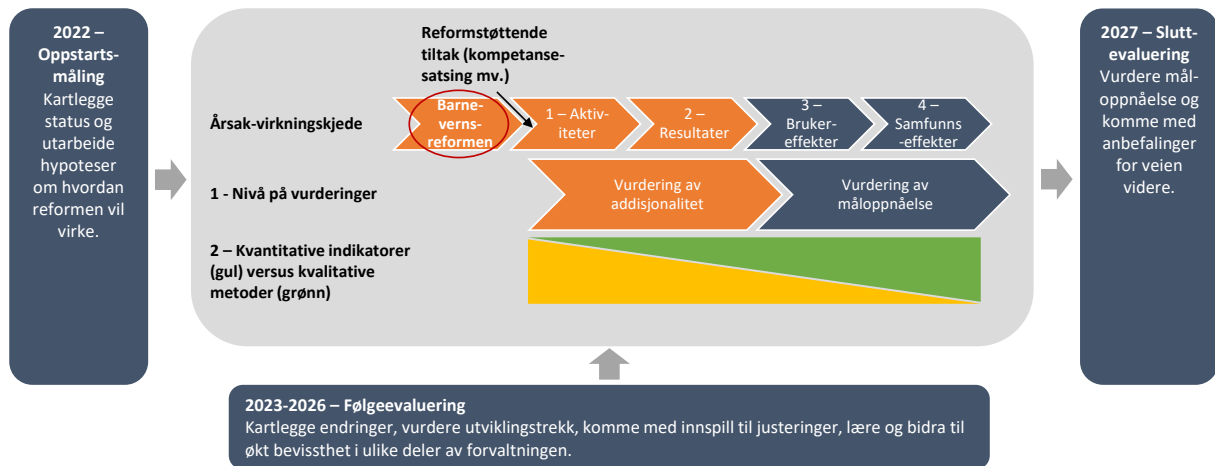 2022 –
Oppstarts-
måling
Kartlegge
status og
utarbeide
hypoteser
om hvordan
reformen vil
virke.
Reformstøttende
tiltak (kompetanse-
satsing mv.)
Årsak-virkningskjede
Barne-
verns-
reformen
1 – Aktiv-
iteter
2 –
Resultater
3 –
Bruker-
effekter
4 –
Samfunns
-effekter
1 - Nivå på vurderinger
Vurdering av
addisjonalitet
Vurdering av
måloppnåelse
2 – Kvantitative indikatorer
(gul) versus kvalitative
metoder (grønn)
2027 – Slutt-
evaluering
Vurdere mål-
oppnåelse og
komme med
anbefalinger
for veien
videre.
2023-2026 – Følgeevaluering
Kartlegge endringer, vurdere utviklingstrekk, komme med innspill til justeringer, lære og bidra til
økt bevissthet i ulike deler av forvaltningen.